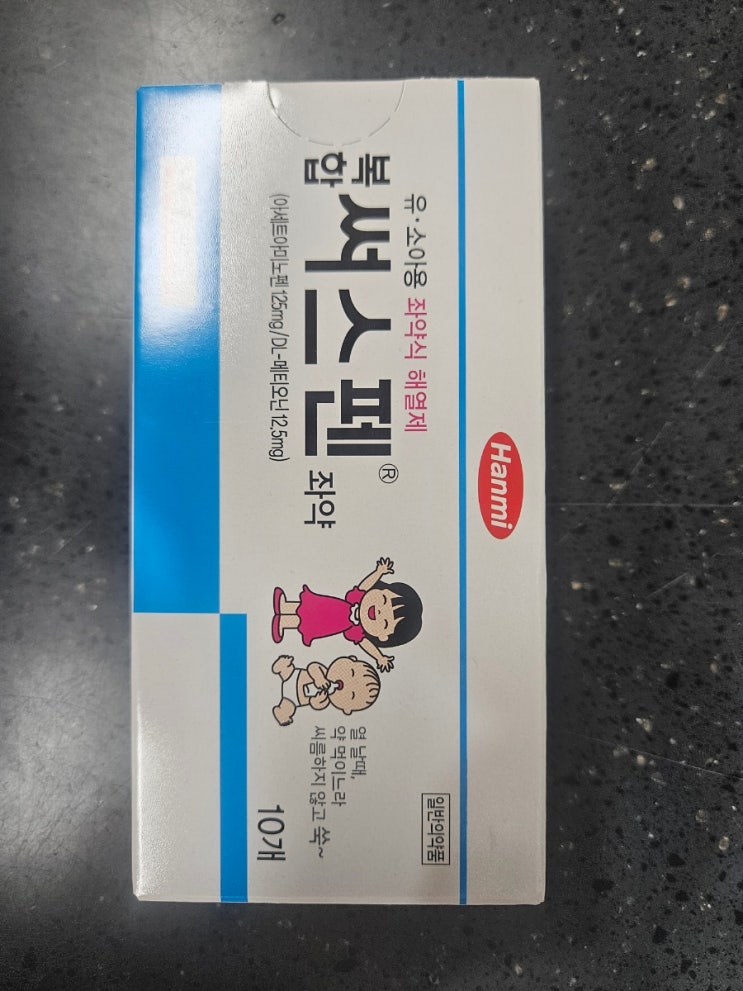 Hanmi
유·소아용 좌약식 해열제
복합 써스펜® 좌약
(아세트아미노펜 125mg/DL-메티오닌 12.5mg)
일반의약품
열 날때,
약 먹이느라
씨름하지 않고 쏙~
10개